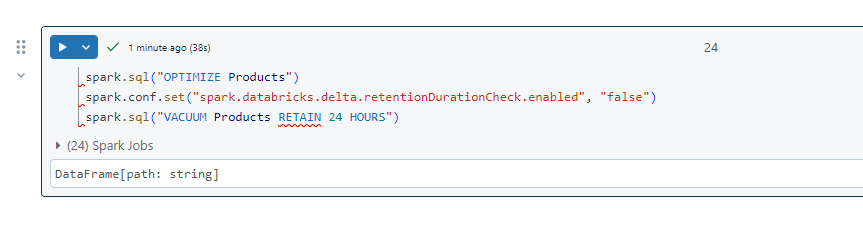 1 minute ago (38s)
24
spark.sql("OPTIMIZE Products")
spark.conf.set("spark.databricks.delta.retentionDurationCheck.enabled", "false")
spark.sql("VACUUM Products RETAIN 24 HOURS")
(24) Spark Jobs
DataFrame[path: string]